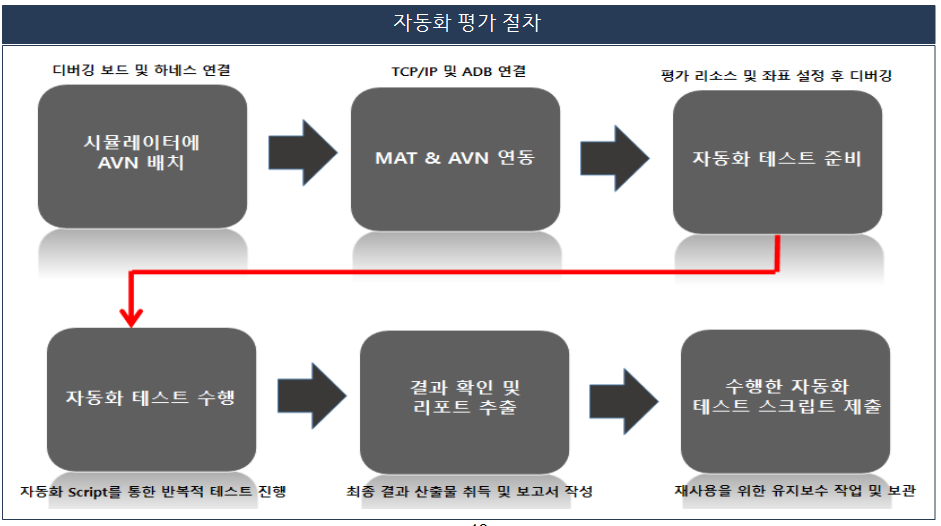 자동화 평가 절차
디버깅 보드 및 하네스 연결
TCP/IP 및 ADB 연결
평가 리소스 및 좌표 설정 후 디버깅
시뮬레이터에
AVN 배치
MAT & AVN 연동
자동화 테스트 준비
자동화 테스트 수행
결과 확인 및
리포트 추출
수행한 자동화
테스트 스크립트 제출
자동화 Script를 통한 반복적 테스트 진행
최종 결과 산출물 취득 및 보고서 작성
재사용을 위한 유지보수 작업 및 보관